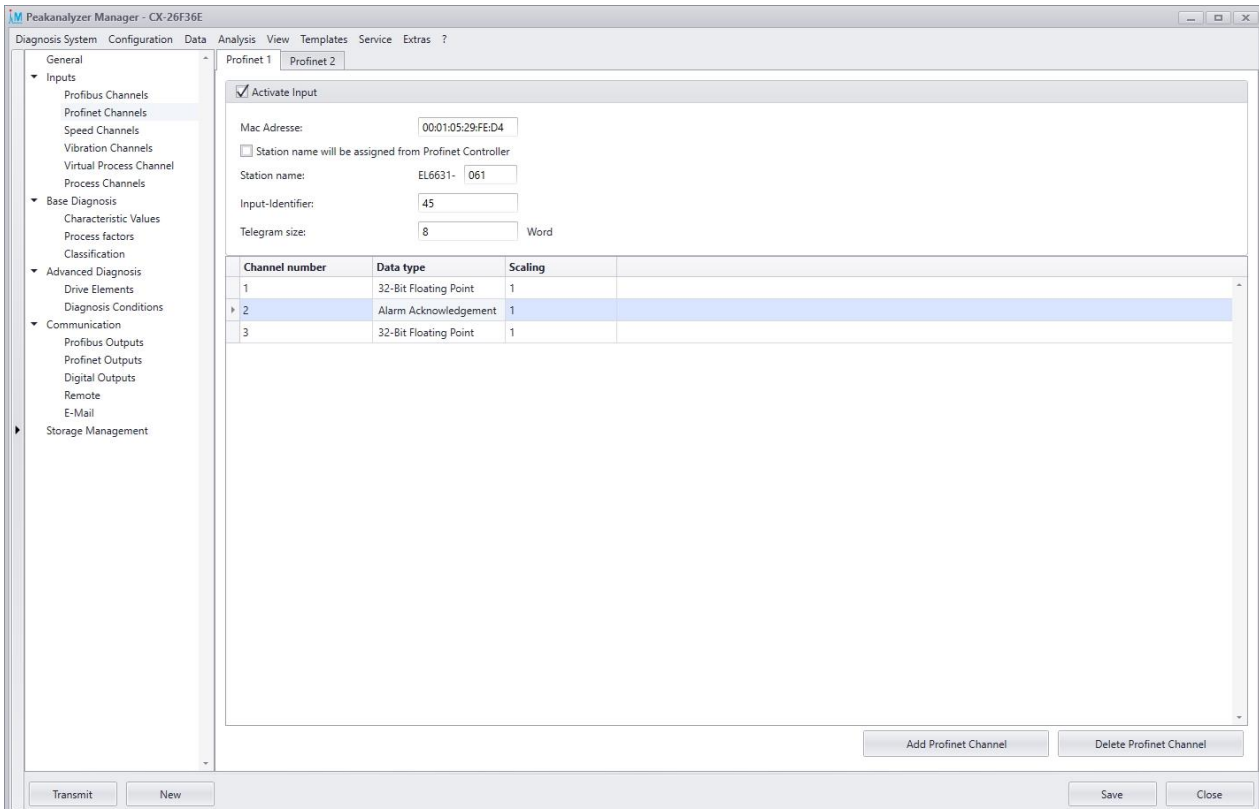 Peakanalyzer Manager - CX-26F36E
Diagnosis System Configuration Data Analysis View Templates Service Extras ?
General
Inputs
Profibus Channels
Profinet Channels
Speed Channels
Vibration Channels
Virtual Process Channel
Process Channels
Base Diagnosis
Characteristic Values
Process factors
Classification
Advanced Diagnosis
Drive Elements
Diagnosis Conditions
Communication
Profibus Outputs
Profinet Outputs
Digital Outputs
Remote
E-Mail
Storage Management
Profinet 1 Profinet 2
Activate Input
Mac Adresse: 00:01:05:29:FE:D4
Station name will be assigned from Profinet Controller
Station name: EL6631- 061
Input-Identifier: 45
Telegram size: 8 Word
Channel number Data type Scaling
1 32-Bit Floating Point 1
2 Alarm Acknowledgement 1
3 32-Bit Floating Point 1
Add Profinet Channel Delete Profinet Channel
Transmit New Save Close